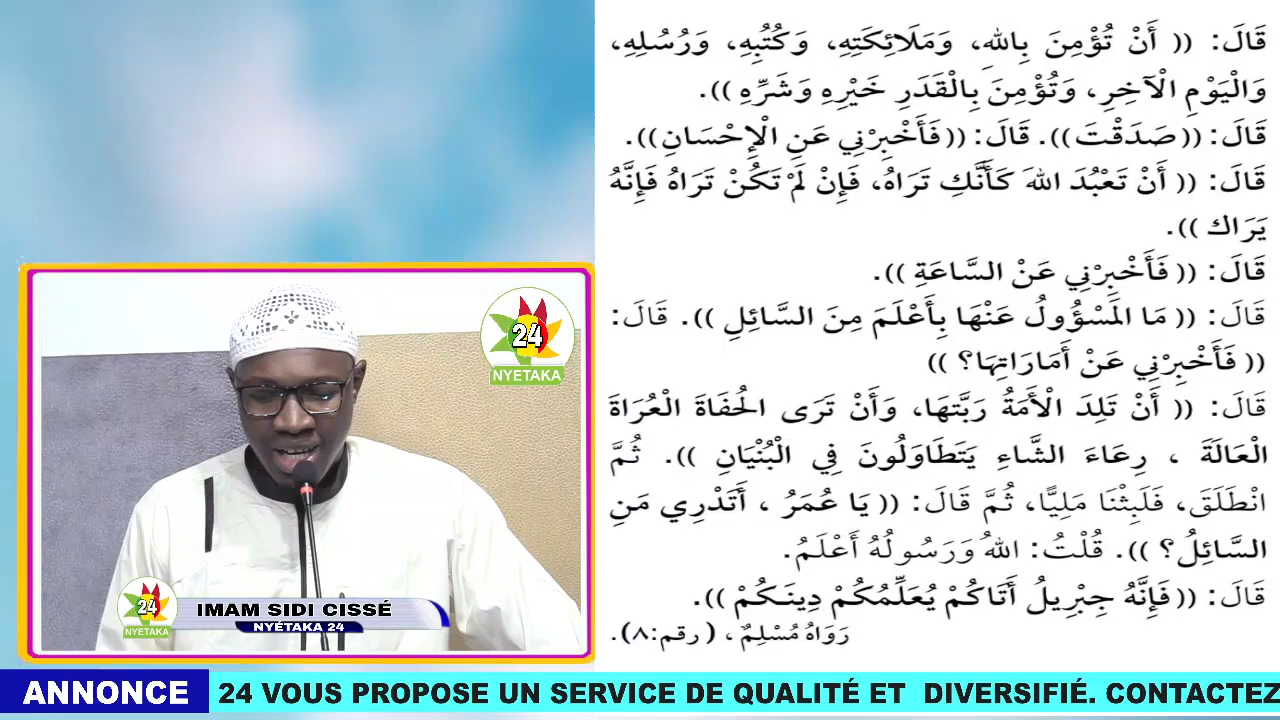 قَالَ: (( أَنْ تُؤْمِنَ بِاللهِ، وَمَلَائِكَتِهِ، وَكُتُبِهِ، وَرُسُلِهِ،
وَالْيَوْمِ الْآخِرِ، وَتُؤْمِنَ بِالْقَدَرِ خَيْرِهِ وَشَرِّهِ )).
قَالَ: (( صَدَقْتَ )). قَالَ: (( فَأَخْبِرْنِي عَنِ الْإِحْسَانِ )).
قَالَ: (( أَنْ تَعْبُدَ اللهَ كَأَنَّكَ تَرَاهُ، فَإِنْ لَمْ تَكُنْ تَرَاهُ فَإِنَّهُ
يَرَاك )).
قَالَ: (( فَأَخْبِرْنِي عَنْ السَّاعَةِ )).
قَالَ: (( مَا الْمَسْؤُولُ عَنْهَا بِأَعْلَمَ مِنَ السَّائِلِ )). قَالَ:
(( فَأَخْبِرْنِي عَنْ أَمَارَاتِهَا؟ ))
قَالَ: (( أَنْ تَلِدَ الْأَمَةُ رَبَّتَهَا، وَأَنْ تَرَى الْحُفَاةَ الْعُرَاةَ
الْعَالَةَ ، رِعَاءَ الشَّاءِ يَتَطَاوَلُونَ فِي الْبُنْيَانِ )). ثُمَّ
انْطَلَقَ، فَلَبِثْنَا مَلِيًّا، ثُمَّ قَالَ: (( يَا عُمَرُ ، أَتَدْرِي مَنِ
السَّائِلُ؟ )). قُلْتُ: اللهُ وَرَسُولُهُ أَعْلَمُ.
قَالَ: (( فَإِنَّهُ جِبْرِيلُ أَتَاكُمْ يُعَلِّمُكُمْ دِينَكُمْ )).
رَوَاهُ مُسْلِمٌ ، ( رقم:٨).
24
NYETAKA
24
NYETAKA
IMAM SIDI CISSÉ
NYÉTAKA 24
ANNONCE 24 VOUS PROPOSE UN SERVICE DE QUALITÉ ET DIVERSIFIÉ. CONTACTEZ